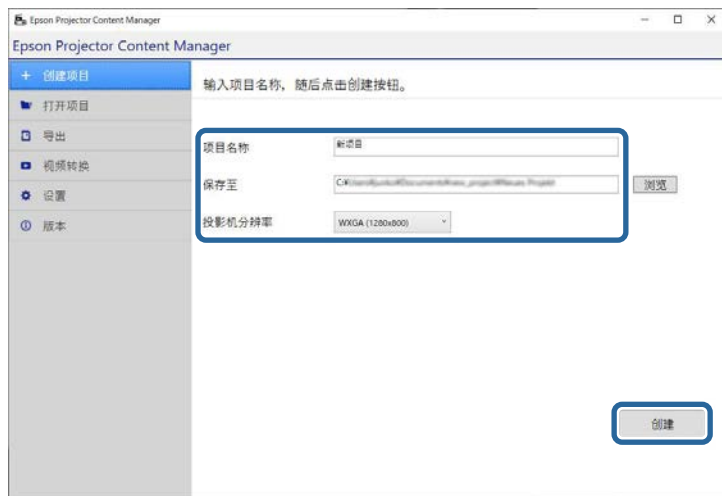 Epson Projector Content Manager
Epson Projector Content Manager
创建项目
打开项目
导出
视频转换
设置
版本
输入项目名称，随后点击创建按钮。
项目名称 新项目
保存至 C:¥ 浏览
投影机分辨率 WXGA (1280x800)
创建